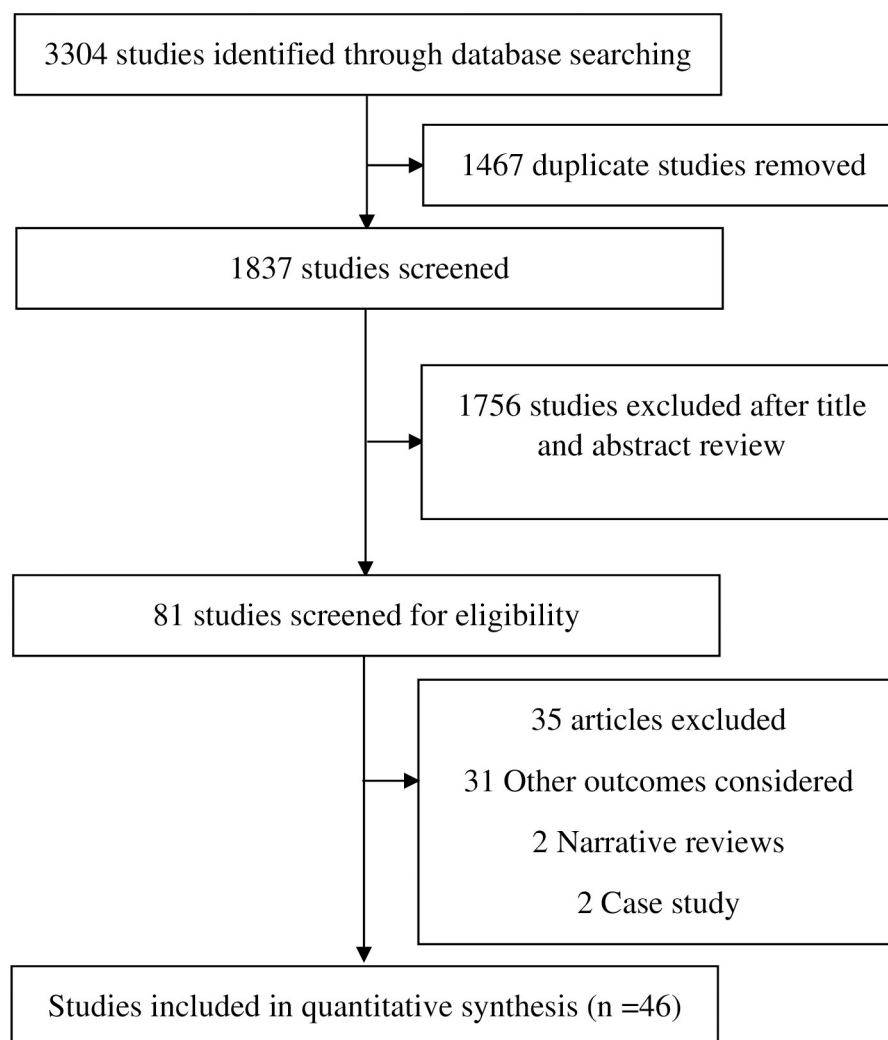 3304 studies identified through database searching
1467 duplicate studies removed
1837 studies screened
1756 studies excluded after title
and abstract review
81 studies screened for eligibility
35 articles excluded
31 Other outcomes considered
2 Narrative reviews
2 Case study
Studies included in quantitative synthesis (n =46)